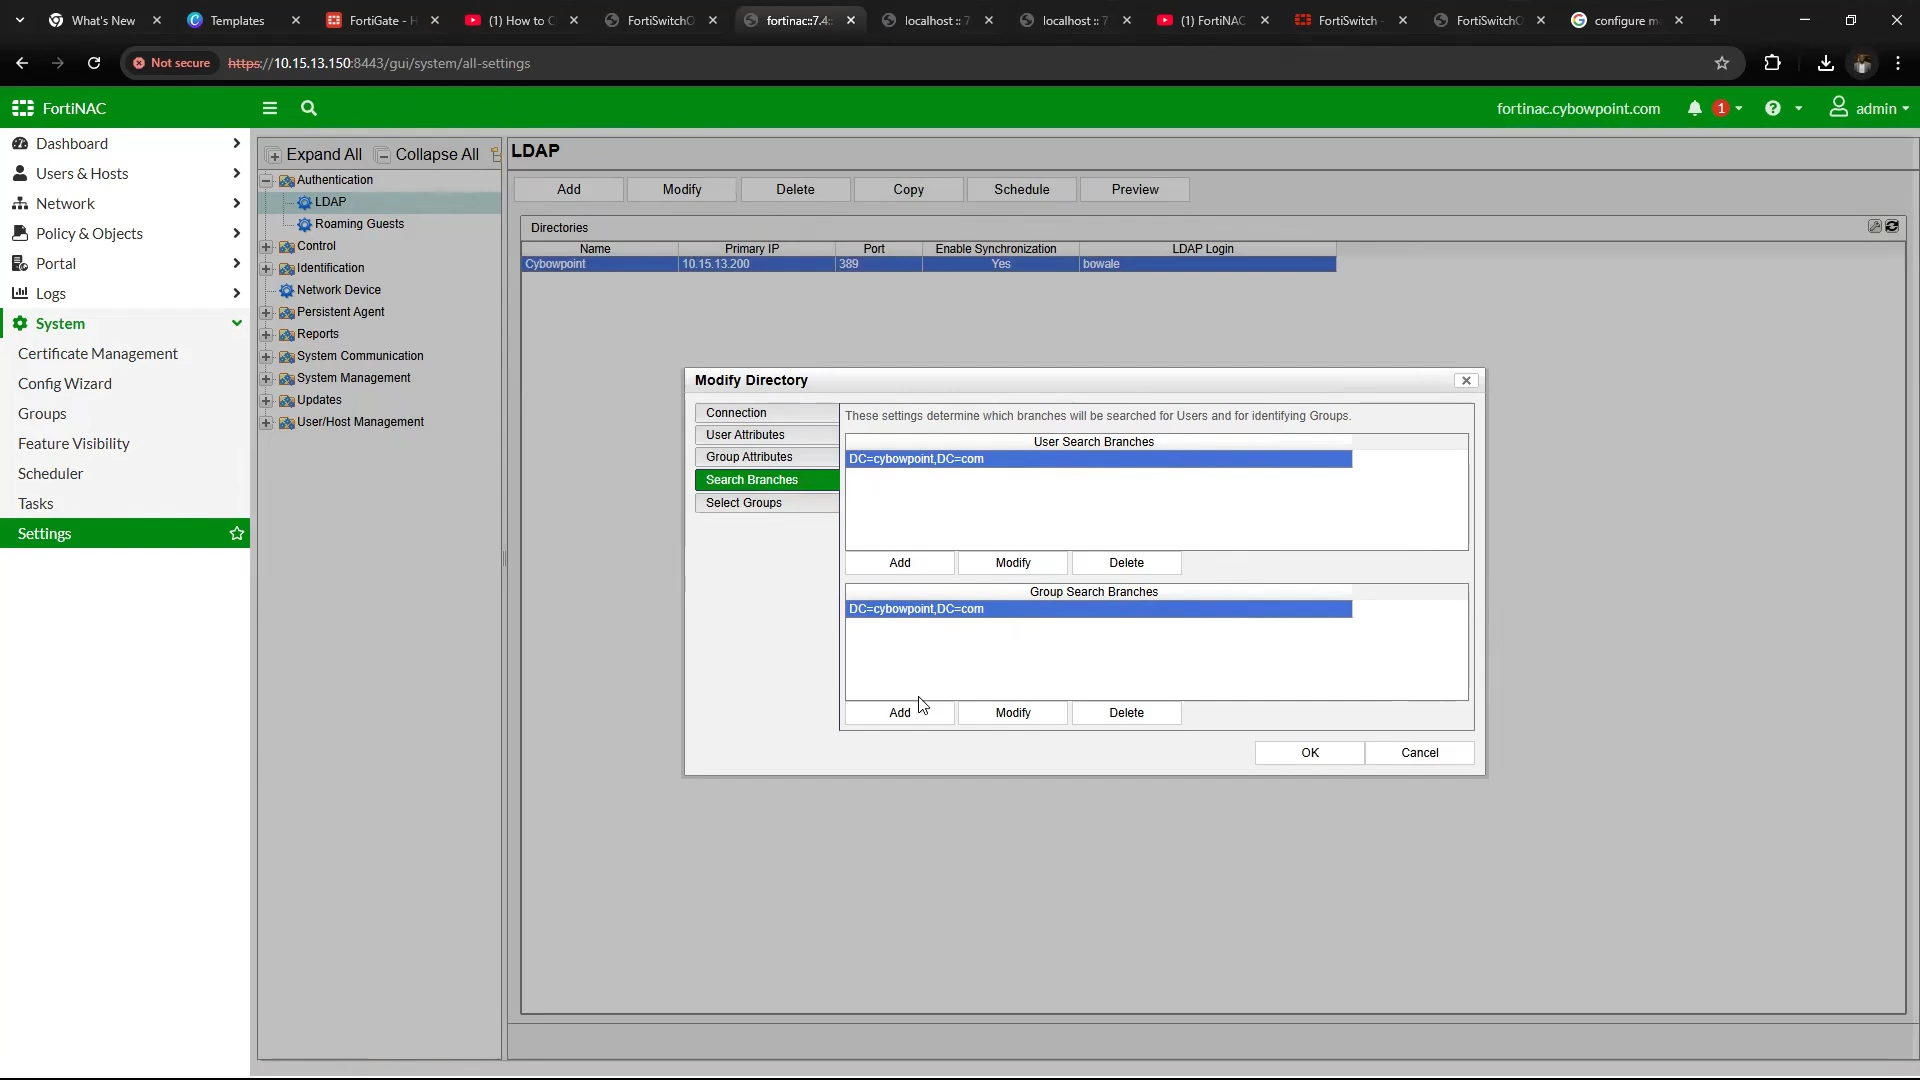 What's New
Templates
FortiGate - H
(1) How to C
FortiSwitchC
fortinac::7.4:
localhost :: 7
localhost :: 7
(1) FortiNAC
FortiSwitch -
FortiSwitchC
configure m
Not secure
https://10.15.13.150:8443/gui/system/all-settings
FortiNAC
fortinac.cybowpoint.com
1
admin
Dashboard
Users & Hosts
Network
Policy & Objects
Portal
Logs
System
Certificate Management
Config Wizard
Groups
Feature Visibility
Scheduler
Tasks
Settings
Expand All
Collapse All
Authentication
LDAP
Roaming Guests
Control
Identification
Network Device
Persistent Agent
Reports
System Communication
System Management
Updates
User/Host Management
LDAP
Add
Modify
Delete
Copy
Schedule
Preview
Directories
Name Primary IP Port Enable Synchronization LDAP Login
Cybowpoint 10.15.13.200 389 Yes bowale
Modify Directory
Connection
User Attributes
Group Attributes
Search Branches
Select Groups
These settings determine which branches will be searched for Users and for identifying Groups.
User Search Branches
DC=cybowpoint,DC=com
Add
Modify
Delete
Group Search Branches
DC=cybowpoint,DC=com
Add
Modify
Delete
OK
Cancel